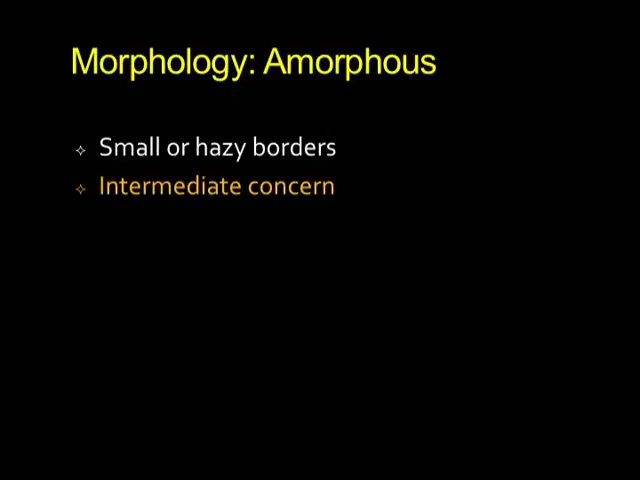 Morphology: Amorphous
Small or hazy borders
Intermediate concern